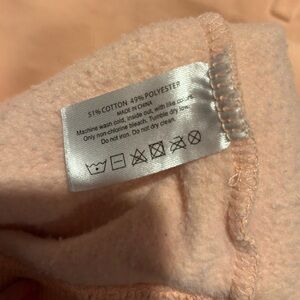 51% COTTON 49% POLYESTER
MADE IN CHINA
Machine wash cold, inside out, with like colors.
Only non-chlorine bleach. Tumble dry low.
Do not iron. Do not dry clean.